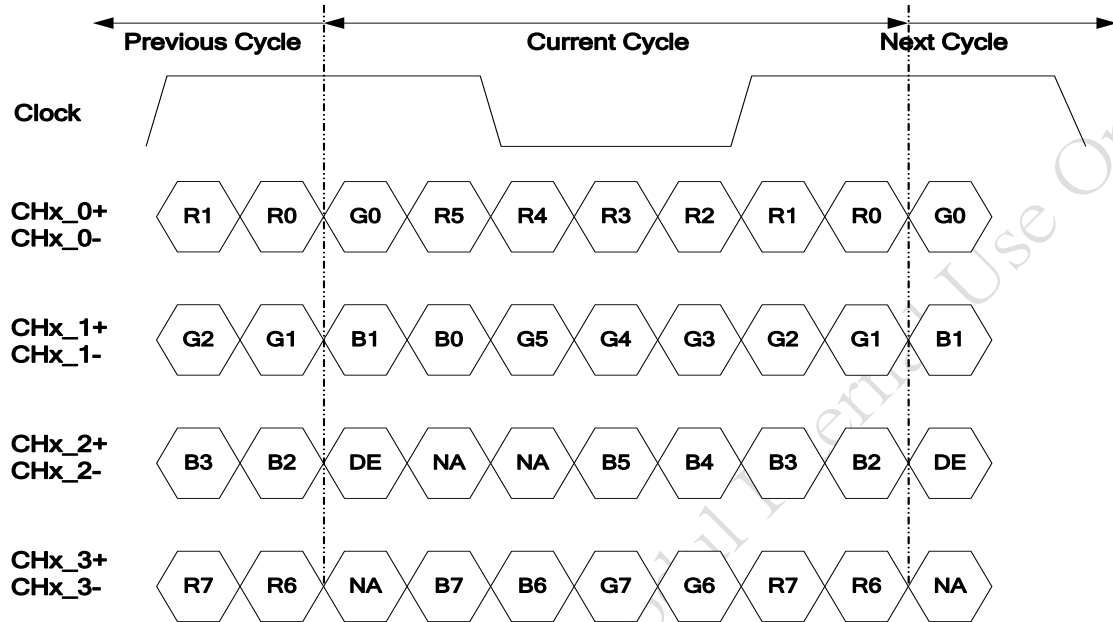 Previous Cycle Current Cycle Next Cycle
Clock
CHx_0+
CHx_0-
R1 R0 G0 R5 R4 R3 R2 R1 R0 G0
CHx_1+
CHx_1-
G2 G1 B1 B0 G5 G4 G3 G2 G1 B1
CHx_2+
CHx_2-
B3 B2 DE NA NA B5 B4 B3 B2 DE
CHx_3+
CHx_3-
R7 R6 NA B7 B6 G7 G6 R7 R6 NA
Use